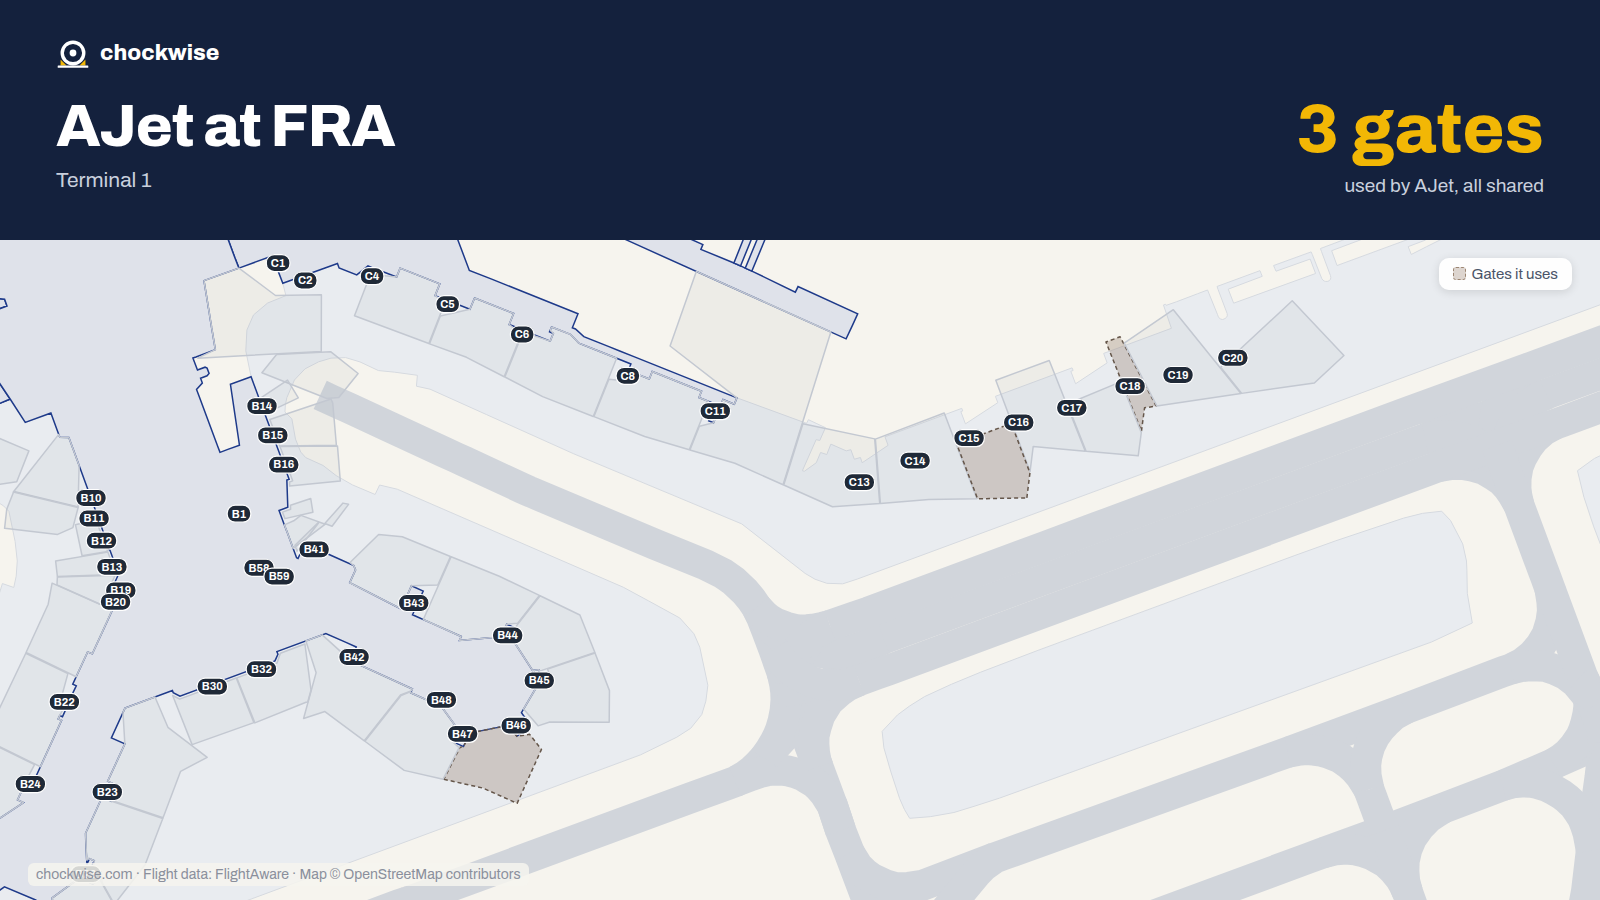 chockwise
AJet at FRA
Terminal 1
3 gates
used by AJet, all shared
Gates it uses
C1
C2
C4
C5
C6
C8
C11
C13
C14
C15
C16
C17
C18
C19
C20
B14
B15
B16
B10
B11
B12
B13
B19
B20
B1
B41
B58
B59
B43
B44
B45
B42
B32
B30
B48
B47
B46
B22
B24
B23
chockwise.com · Flight data: FlightAware · Map © OpenStreetMap contributors